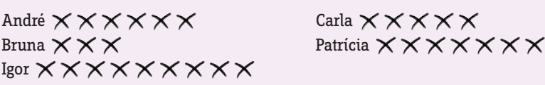 André X X X X X X
Bruna X X X
Igor X X X X X X X X X
Carla X X X X X
Patrícia X X X X X X X